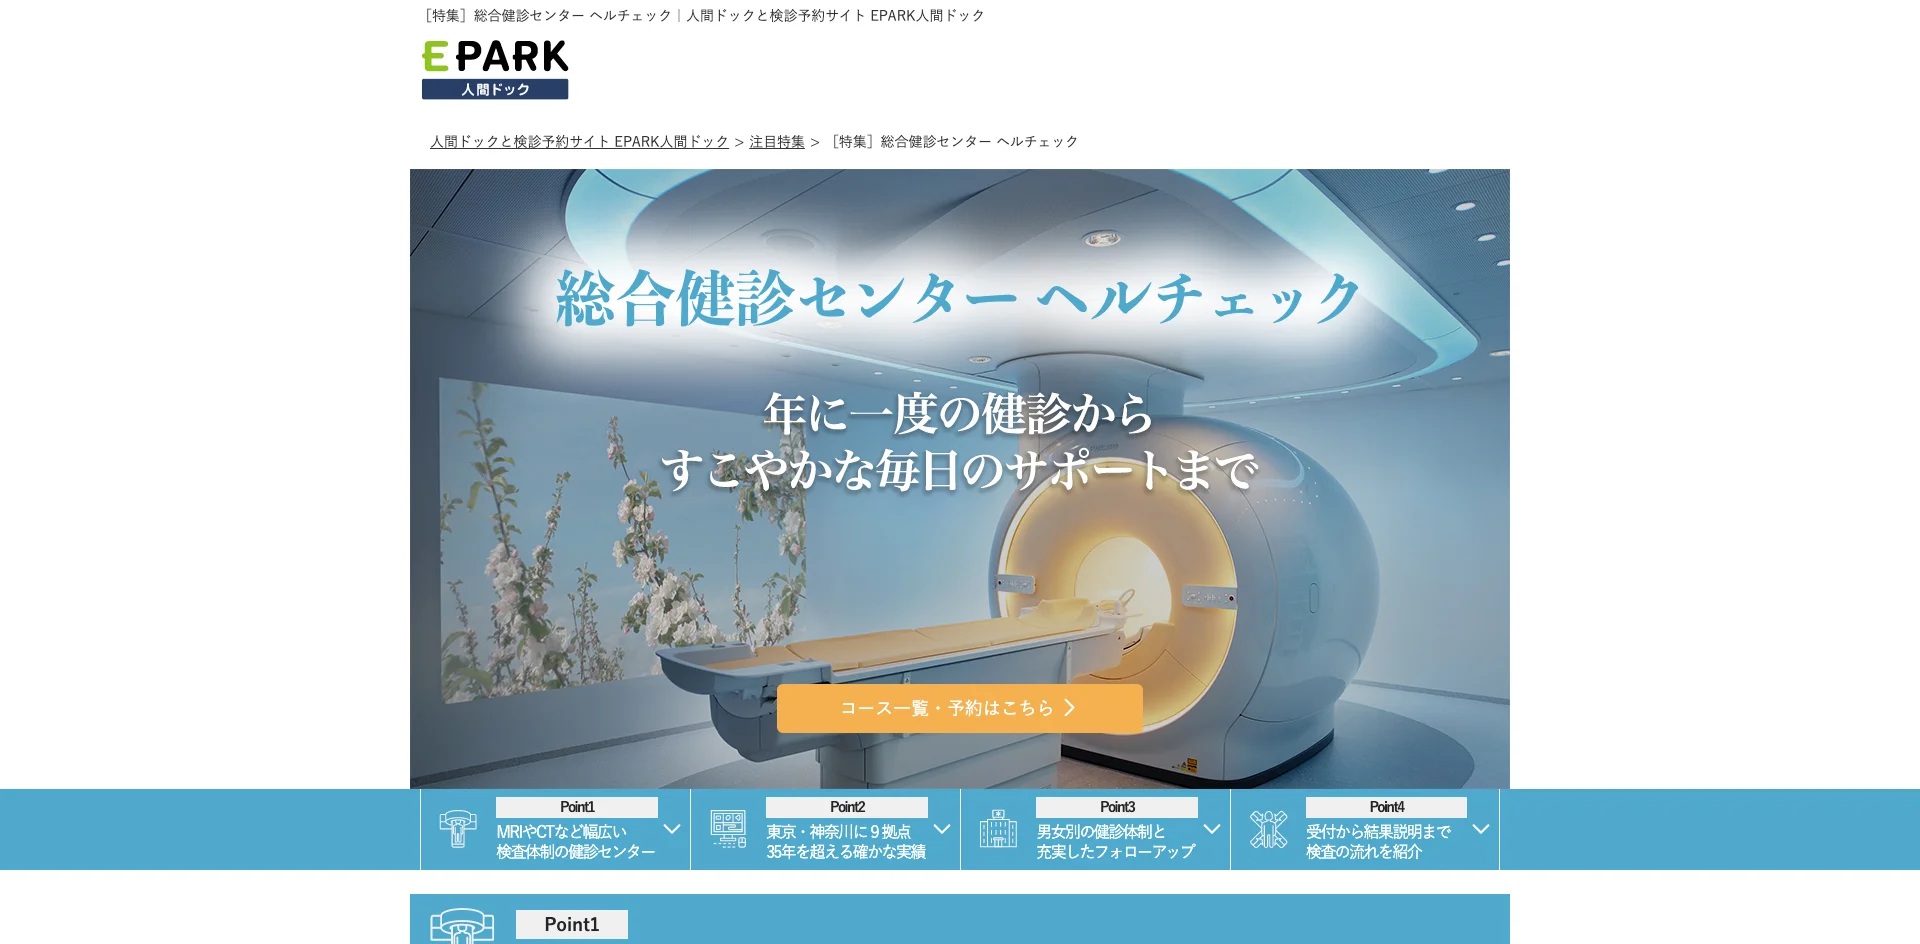 ［特集］総合健診センター ヘルチェック｜人間ドックと検診予約サイト EPARK人間ドック
EPARK
人間ドック
人間ドックと検診予約サイト EPARK人間ドック > 注目特集 > ［特集］総合健診センター ヘルチェック
総合健診センター ヘルチェック
年に一度の健診から
すこやかな毎日のサポートまで
コース一覧・予約はこちら
Point1
MRIやCTなど幅広い
検査体制の健診センター
Point2
東京・神奈川に９拠点
35年を超える確かな実績
Point3
男女別の健診体制と
充実したフォローアップ
Point4
受付から結果説明まで
検査の流れを紹介
Point1